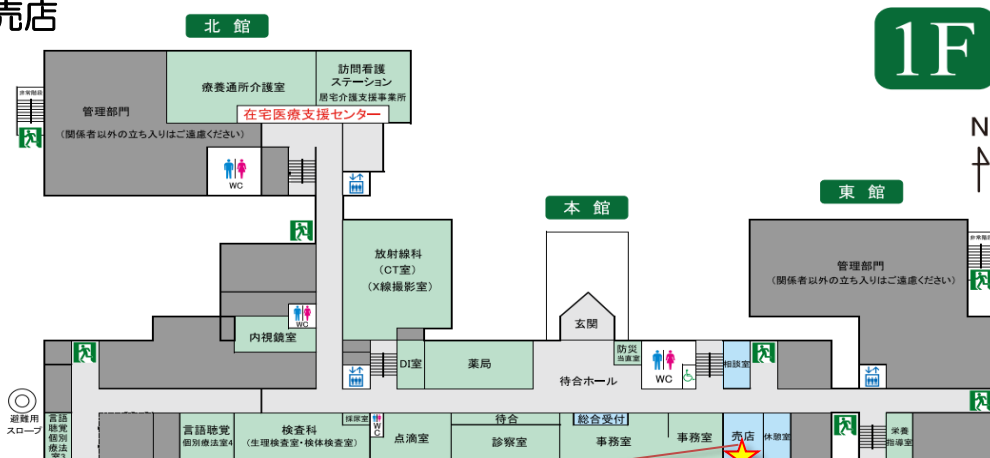 売店
北館
1F
訪問看護
ステーション
居宅介護支援事業所
療養通所介護室
在宅医療支援センター
非常階段
管理部門
(関係者以外の立ち入りはご遠慮ください)
WC
N
本館
東館
放射線科
(CT室)
(X線撮影室)
管理部門
(関係者以外の立ち入りはご遠慮ください)
非常階段
玄関
WC
内視鏡室
DI室
薬局
待合ホール
防災
当直室
WC
相談室
避難用
スロープ
言語
聴覚
個別
療法
室3
言語聴覚
個別療法室4
検査科
(生理検査室・検体検査室)
採尿室
WC
点滴室
待合
診察室
総合受付
事務室
事務室
売店
休憩室
栄養
指導室